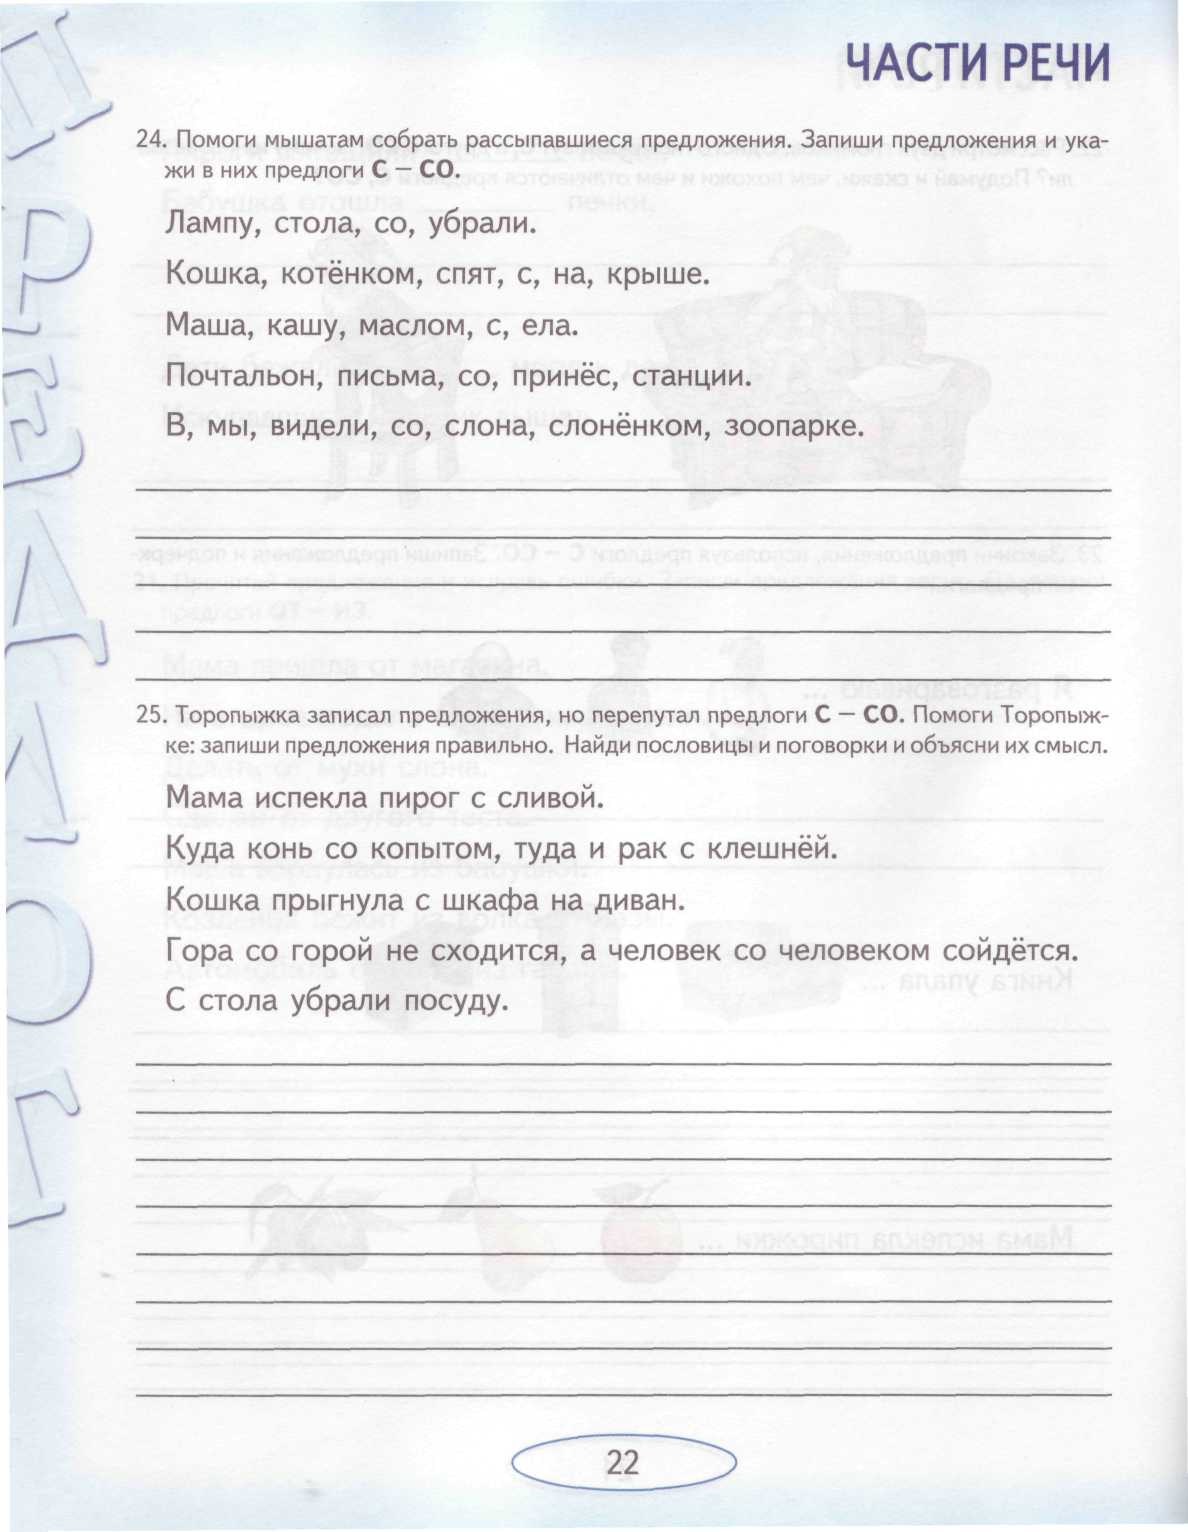 ЧАСТИ РЕЧИ
ПРЕДЛОГ
24. Помоги мышатам собрать рассыпавшиеся предложения. Запиши предложения и ука-
жи в них предлоги С — СО.
Лампу, стола, со, убрали.
Кошка, котёнком, спят, с, на, крыше.
Маша, кашу, маслом, с, ела.
Почтальон, письма, со, принёс, станции.
В, мы, видели, со, слона, слонёнком, зоопарке.
25. Торопыжка записал предложения, но перепутал предлоги С — СО. Помоги Торопыж-
ке: запиши предложения правильно. Найди пословицы и поговорки и объясни их смысл.
Мама испекла пирог с сливой.
Куда конь со копытом, туда и рак с клешнёй.
Кошка прыгнула с шкафа на диван.
Гора со горой не сходится, а человек со человеком сойдётся.
С стола убрали посуду.
22